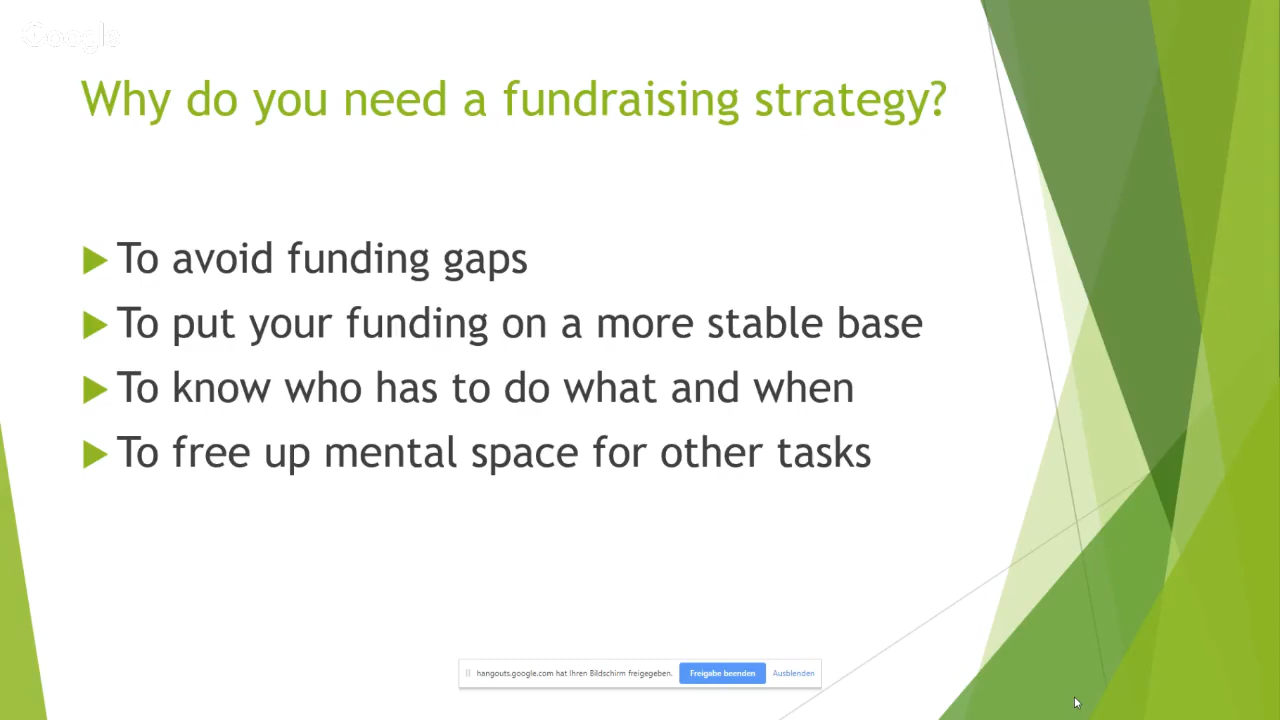 Google
Why do you need a fundraising strategy?
To avoid funding gaps
To put your funding on a more stable base
To know who has to do what and when
To free up mental space for other tasks
hangouts.google.com hat Ihren Bildschirm freigegeben. Freigabe beenden Ausblenden